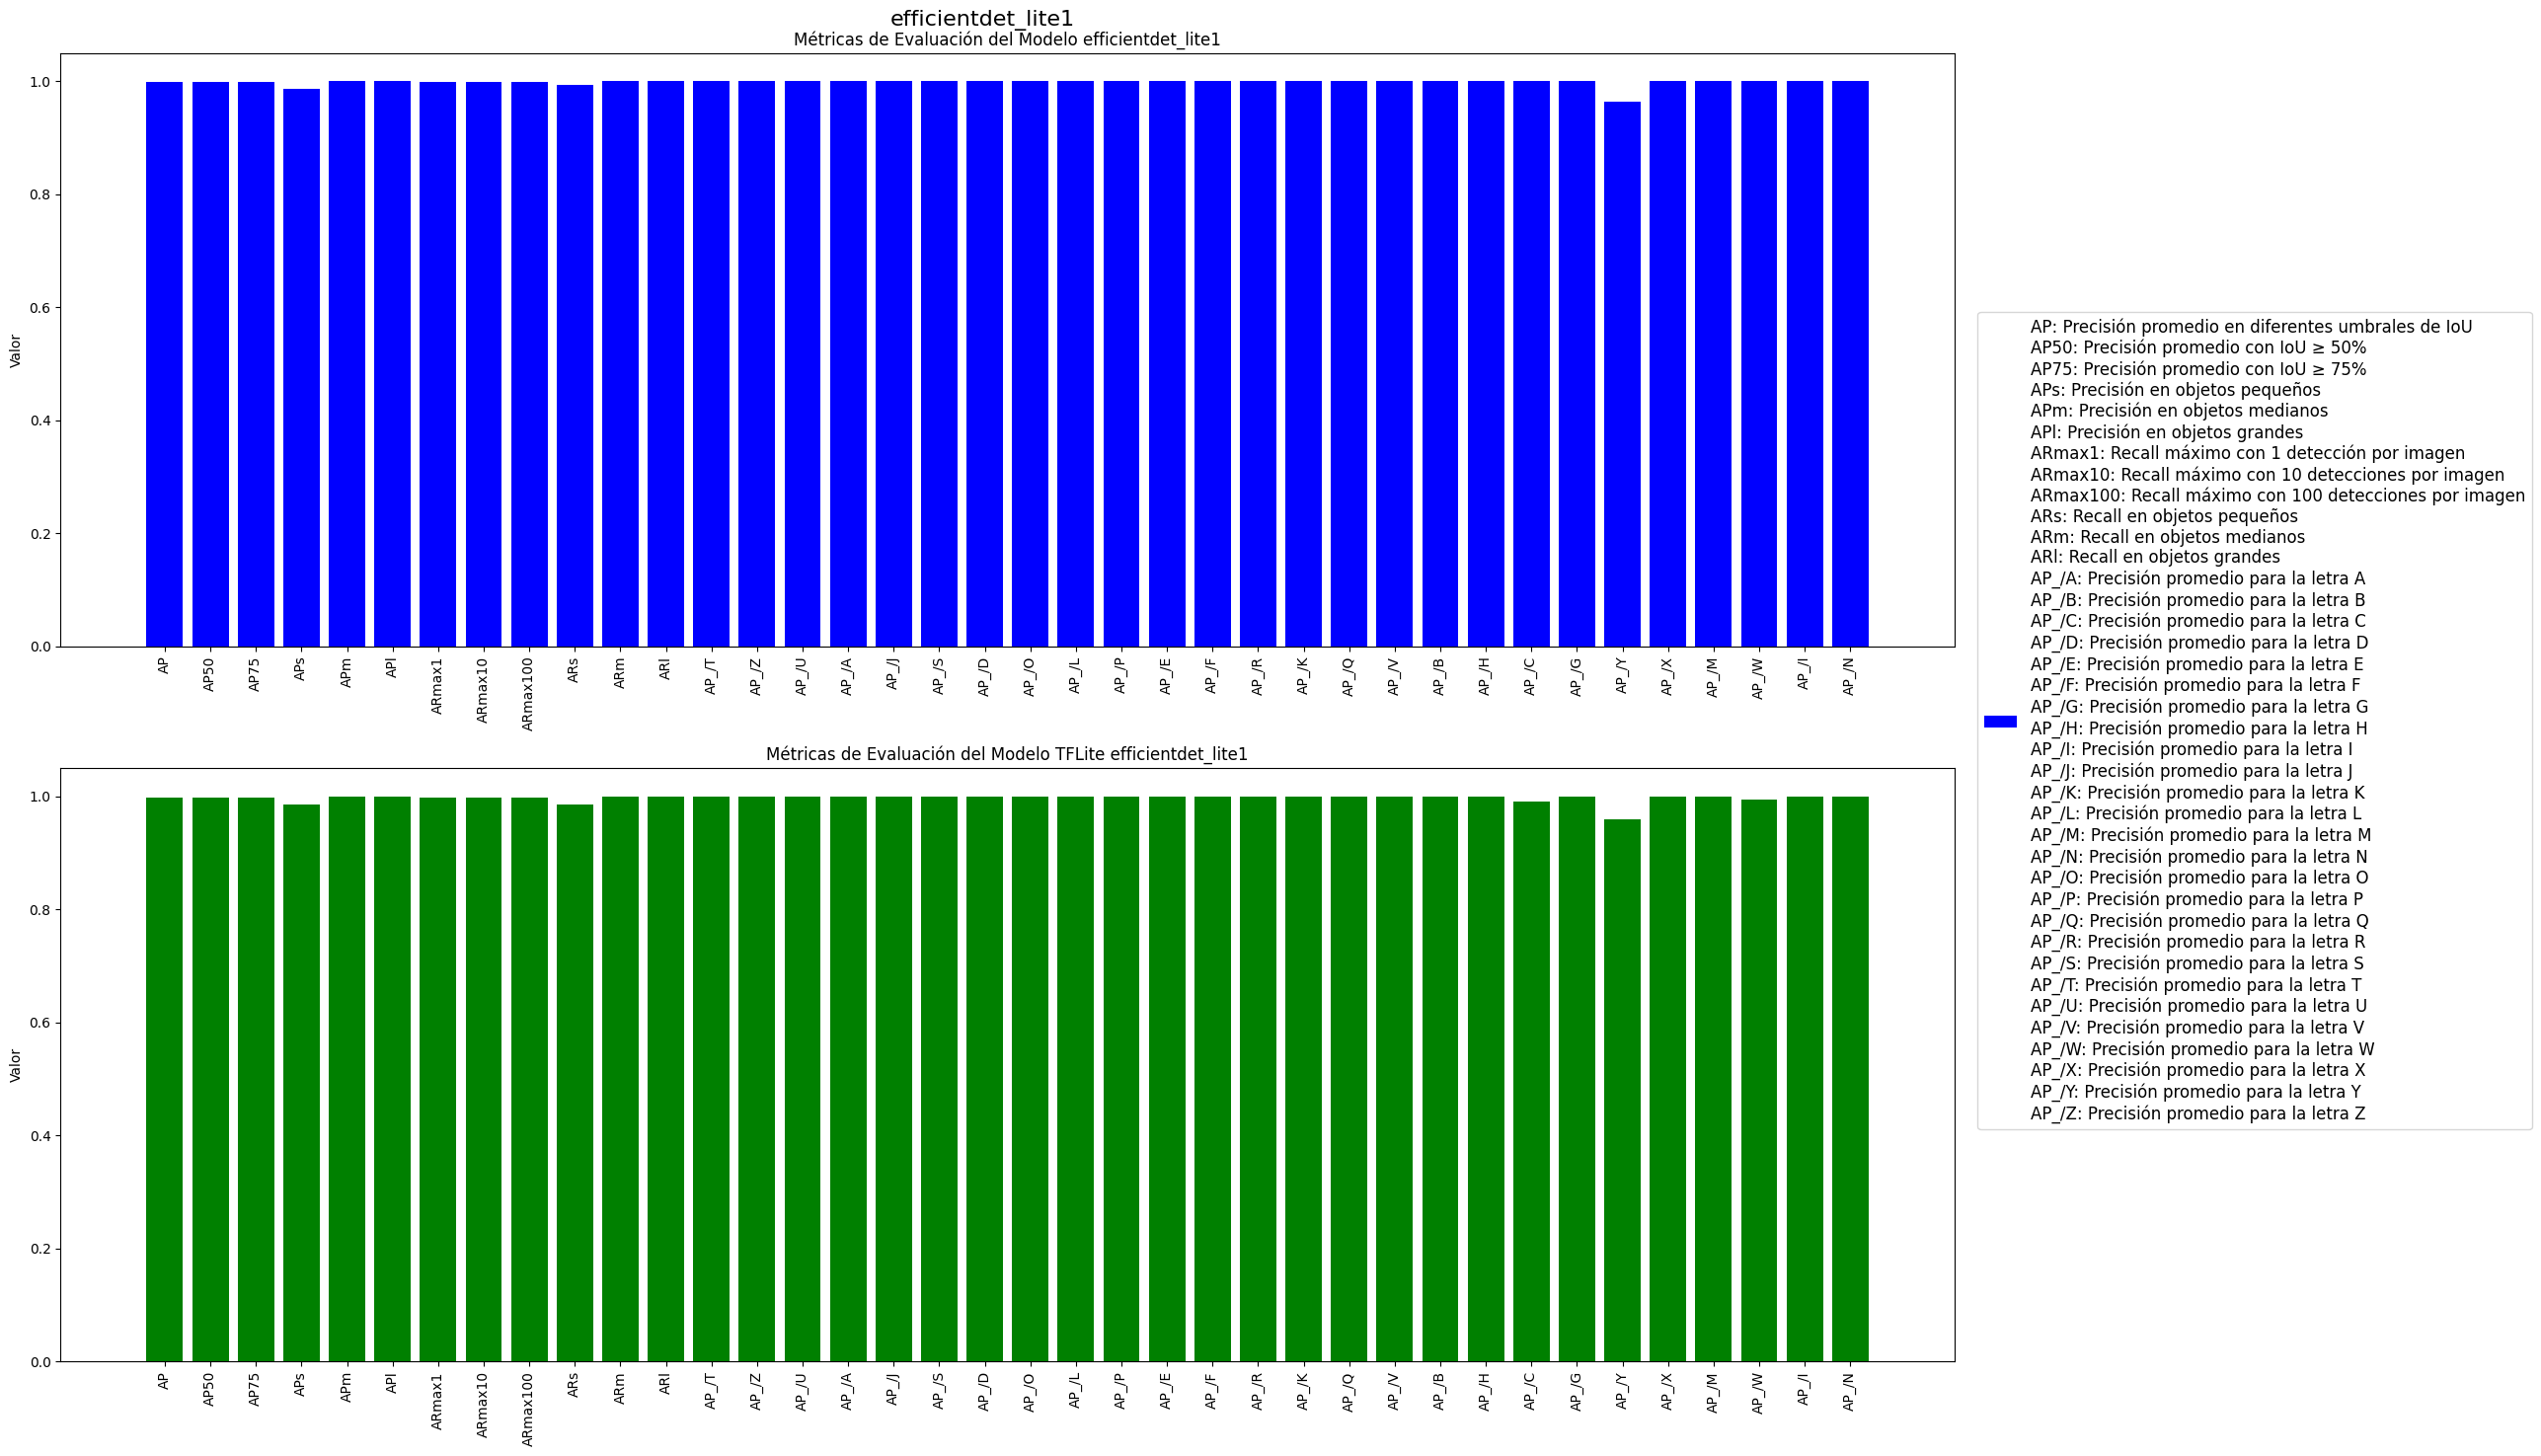 efficientdet_lite1
Métricas de Evaluación del Modelo efficientdet_lite1
Valor
1.0
0.8
0.6
0.4
0.2
0.0
AP
AP50
AP75
APs
APm
APl
ARmax1
ARmax10
ARmax100
ARs
ARm
ARl
AP_/T
AP_/Z
AP_/U
AP_/A
AP_/J
AP_/S
AP_/D
AP_/O
AP_/L
AP_/P
AP_/E
AP_/F
AP_/R
AP_/K
AP_/Q
AP_/V
AP_/B
AP_/H
AP_/C
AP_/G
AP_/Y
AP_/X
AP_/M
AP_/W
AP_/I
AP_/N
Métricas de Evaluación del Modelo TFLite efficientdet_lite1
Valor
1.0
0.8
0.6
0.4
0.2
0.0
AP
AP50
AP75
APs
APm
APl
ARmax1
ARmax10
ARmax100
ARs
ARm
ARl
AP_/T
AP_/Z
AP_/U
AP_/A
AP_/J
AP_/S
AP_/D
AP_/O
AP_/L
AP_/P
AP_/E
AP_/F
AP_/R
AP_/K
AP_/Q
AP_/V
AP_/B
AP_/H
AP_/C
AP_/G
AP_/Y
AP_/X
AP_/M
AP_/W
AP_/I
AP_/N
AP: Precisión promedio en diferentes umbrales de IoU
AP50: Precisión promedio con IoU ≥ 50%
AP75: Precisión promedio con IoU ≥ 75%
APs: Precisión en objetos pequeños
APm: Precisión en objetos medianos
APl: Precisión en objetos grandes
ARmax1: Recall máximo con 1 detección por imagen
ARmax10: Recall máximo con 10 detecciones por imagen
ARmax100: Recall máximo con 100 detecciones por imagen
ARs: Recall en objetos pequeños
ARm: Recall en objetos medianos
ARl: Recall en objetos grandes
AP_/A: Precisión promedio para la letra A
AP_/B: Precisión promedio para la letra B
AP_/C: Precisión promedio para la letra C
AP_/D: Precisión promedio para la letra D
AP_/E: Precisión promedio para la letra E
AP_/F: Precisión promedio para la letra F
AP_/G: Precisión promedio para la letra G
AP_/H: Precisión promedio para la letra H
AP_/I: Precisión promedio para la letra I
AP_/J: Precisión promedio para la letra J
AP_/K: Precisión promedio para la letra K
AP_/L: Precisión promedio para la letra L
AP_/M: Precisión promedio para la letra M
AP_/N: Precisión promedio para la letra N
AP_/O: Precisión promedio para la letra O
AP_/P: Precisión promedio para la letra P
AP_/Q: Precisión promedio para la letra Q
AP_/R: Precisión promedio para la letra R
AP_/S: Precisión promedio para la letra S
AP_/T: Precisión promedio para la letra T
AP_/U: Precisión promedio para la letra U
AP_/V: Precisión promedio para la letra V
AP_/W: Precisión promedio para la letra W
AP_/X: Precisión promedio para la letra X
AP_/Y: Precisión promedio para la letra Y
AP_/Z: Precisión promedio para la letra Z